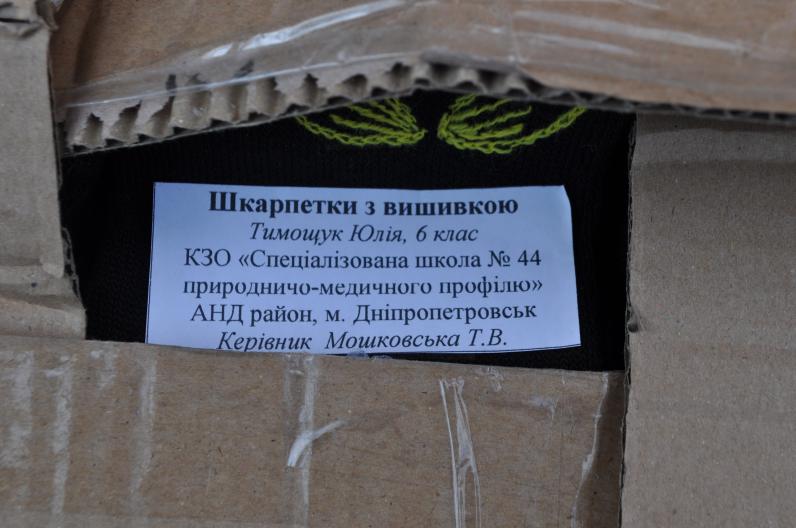 Шкарпетки з вишивкою
Тимощук Юлія, 6 клас
КЗО «Спеціалізована школа № 44
природничо-медичного профілю»
АНД район, м. Дніпропетровськ
Керівник Мошковська Т.В.